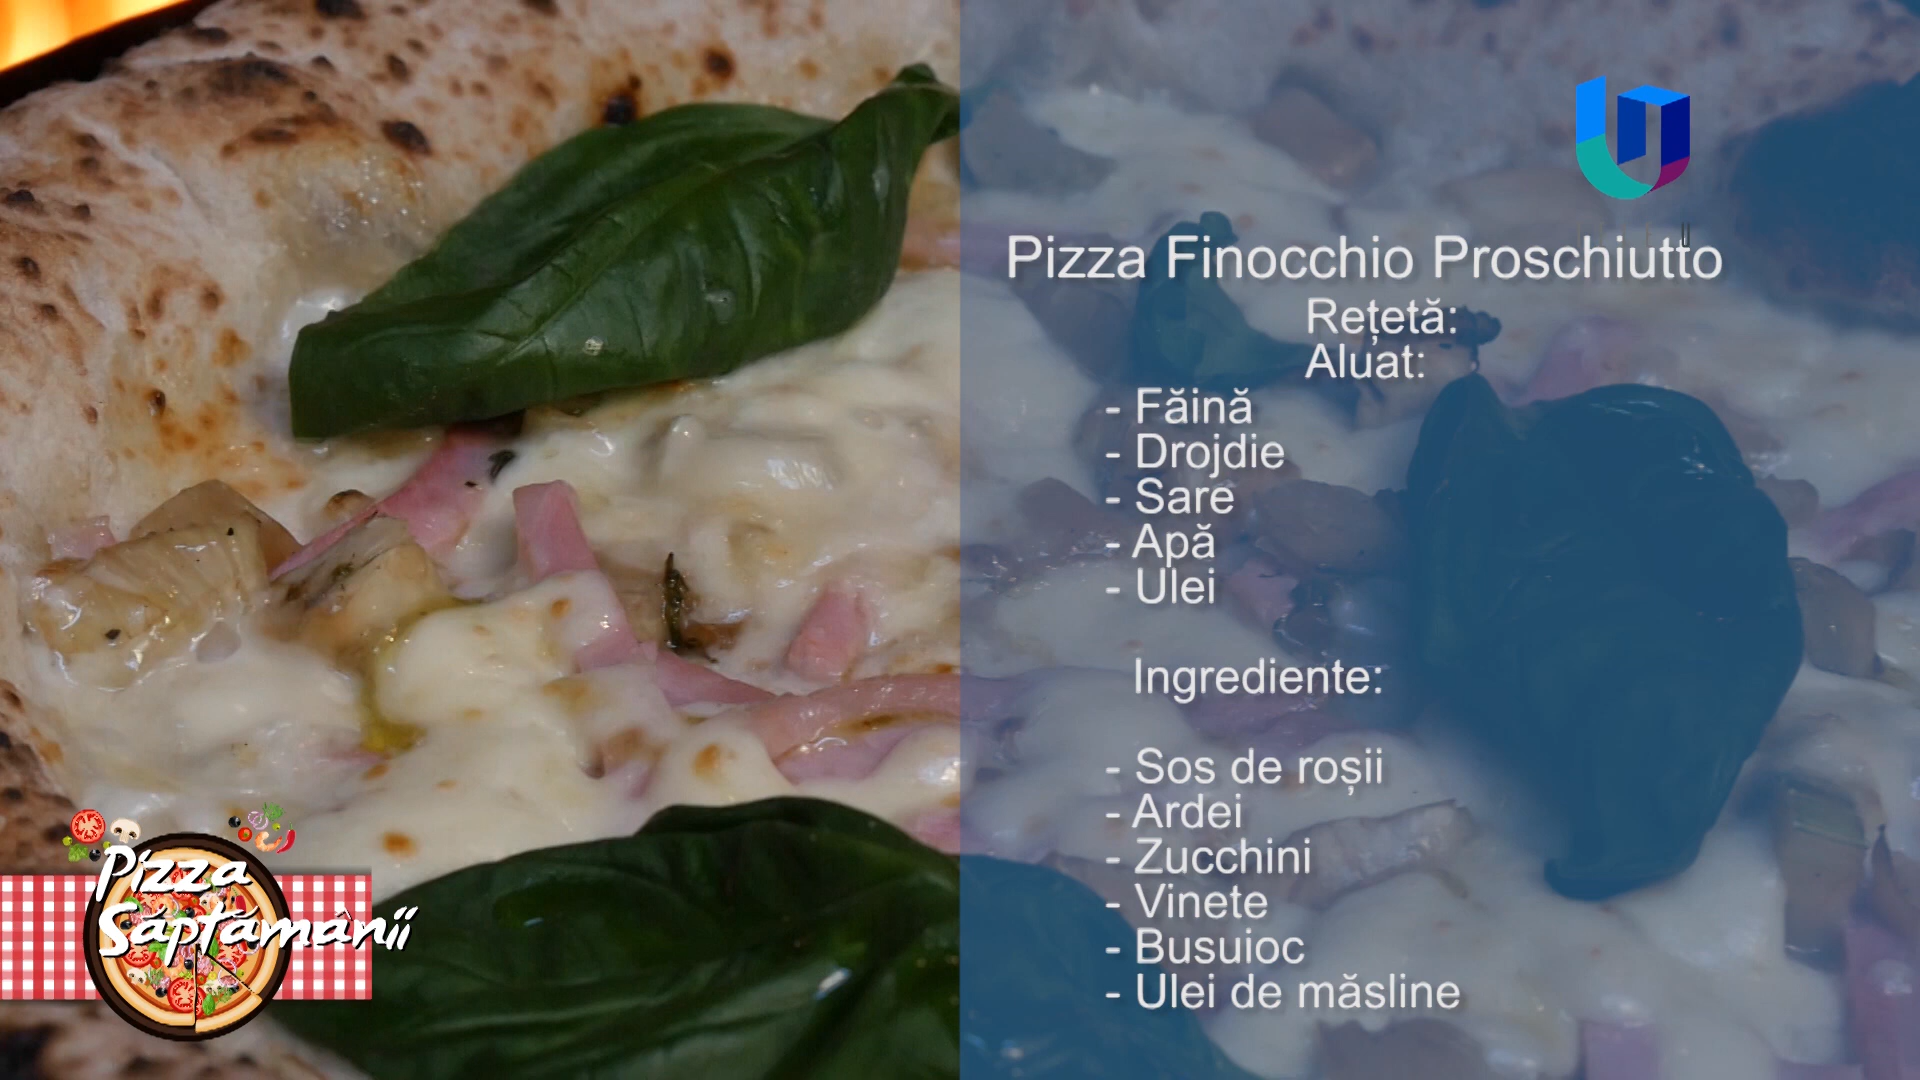 Pizza Finocchio Proschiutto
Rețetă:
Aluat:
- Făină
- Drojdie
- Sare
- Apă
- Ulei
Ingrediente:
- Sos de roșii
- Ardei
- Zucchini
- Vinete
- Busuioc
- Ulei de măsline
Pizza
Săptămânii